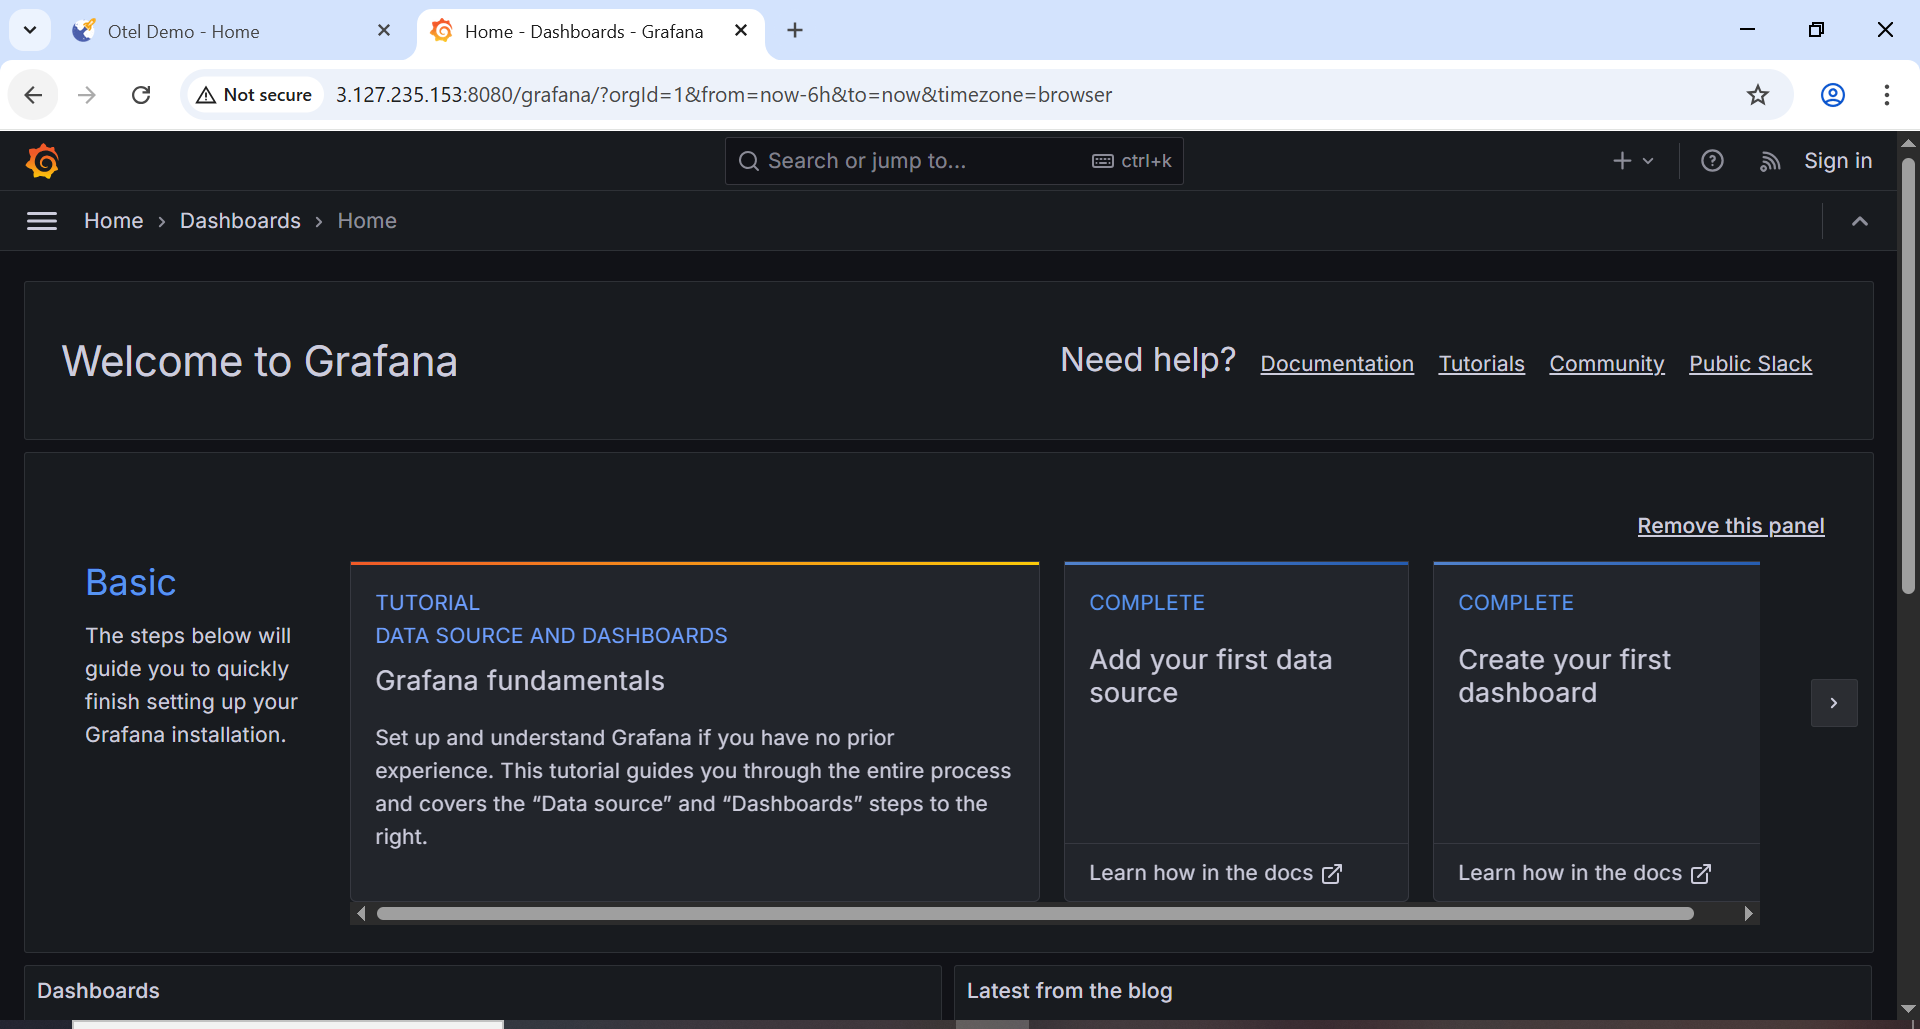 Otel Demo - Home
Home - Dashboards - Grafana
Not secure
3.127.235.153:8080/grafana/?orgId=1&from=now-6h&to=now&timezone=browser
Search or jump to...
ctrl+k
Sign in
Home › Dashboards › Home
Welcome to Grafana
Need help?
Documentation
Tutorials
Community
Public Slack
Remove this panel
Basic
The steps below will
guide you to quickly
finish setting up your
Grafana installation.
TUTORIAL
DATA SOURCE AND DASHBOARDS
Grafana fundamentals
Set up and understand Grafana if you have no prior
experience. This tutorial guides you through the entire process
and covers the “Data source” and “Dashboards” steps to the
right.
COMPLETE
Add your first data
source
Learn how in the docs
COMPLETE
Create your first
dashboard
Learn how in the docs
Dashboards
Latest from the blog